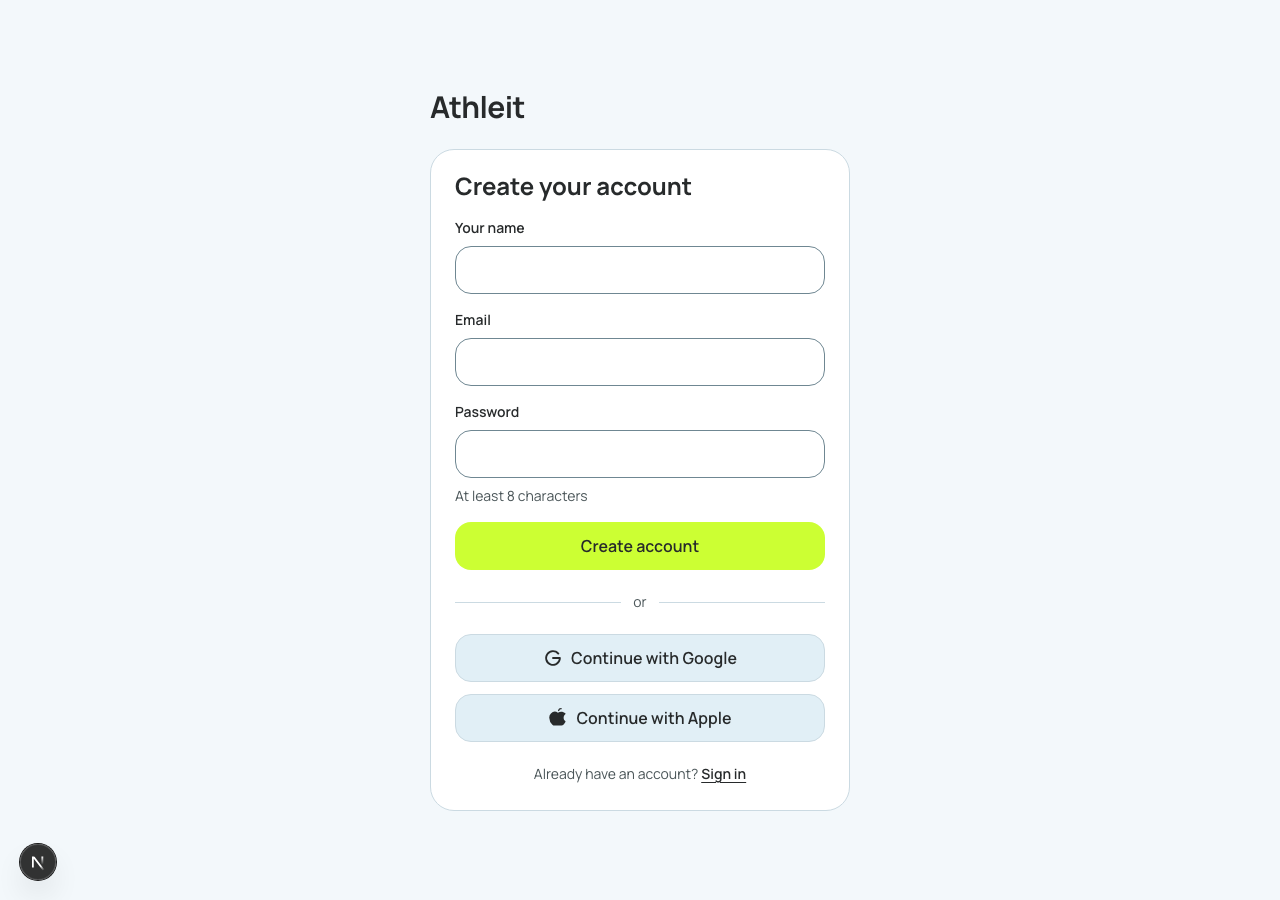 Athleit
Create your account
Your name
Email
Password
At least 8 characters
Create account
or
Continue with Google
Continue with Apple
Already have an account? Sign in
N